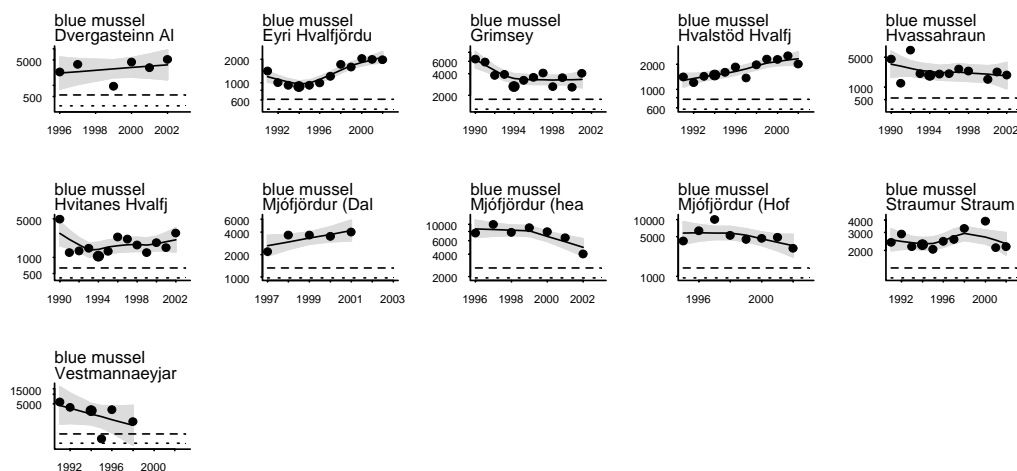 blue mussel
Dvergasteinn Al
5000
500
1996 2000 2002
blue mussel
Eyri Hvalfjördu
2000
1000
600
1992 1996 2000
blue mussel
Grimsey
6000
4000
2000
1990 1994 1998 2002
blue mussel
Hvalstöd Hvalfj
2000
1000
600
1992 1996 2000
blue mussel
Hvassahraun
5000
1000
500
1990 1994 1998 2002
blue mussel
Hvitanes Hvalfj
5000
1000
500
1990 1994 1998 2002
blue mussel
Mjófjördur (Dal
6000
4000
2000
1000
1997 1999 2001 2003
blue mussel
Mjófjördur (hea
10000
6000
4000
2000
1996 1998 2000 2002
blue mussel
Mjófjördur (Hof
10000
5000
1000
1996 2000
blue mussel
Straumur Straum
4000
3000
2000
1992 1996 2000
blue mussel
Vestmannaeyjar
15000
5000
1992 1996 2000